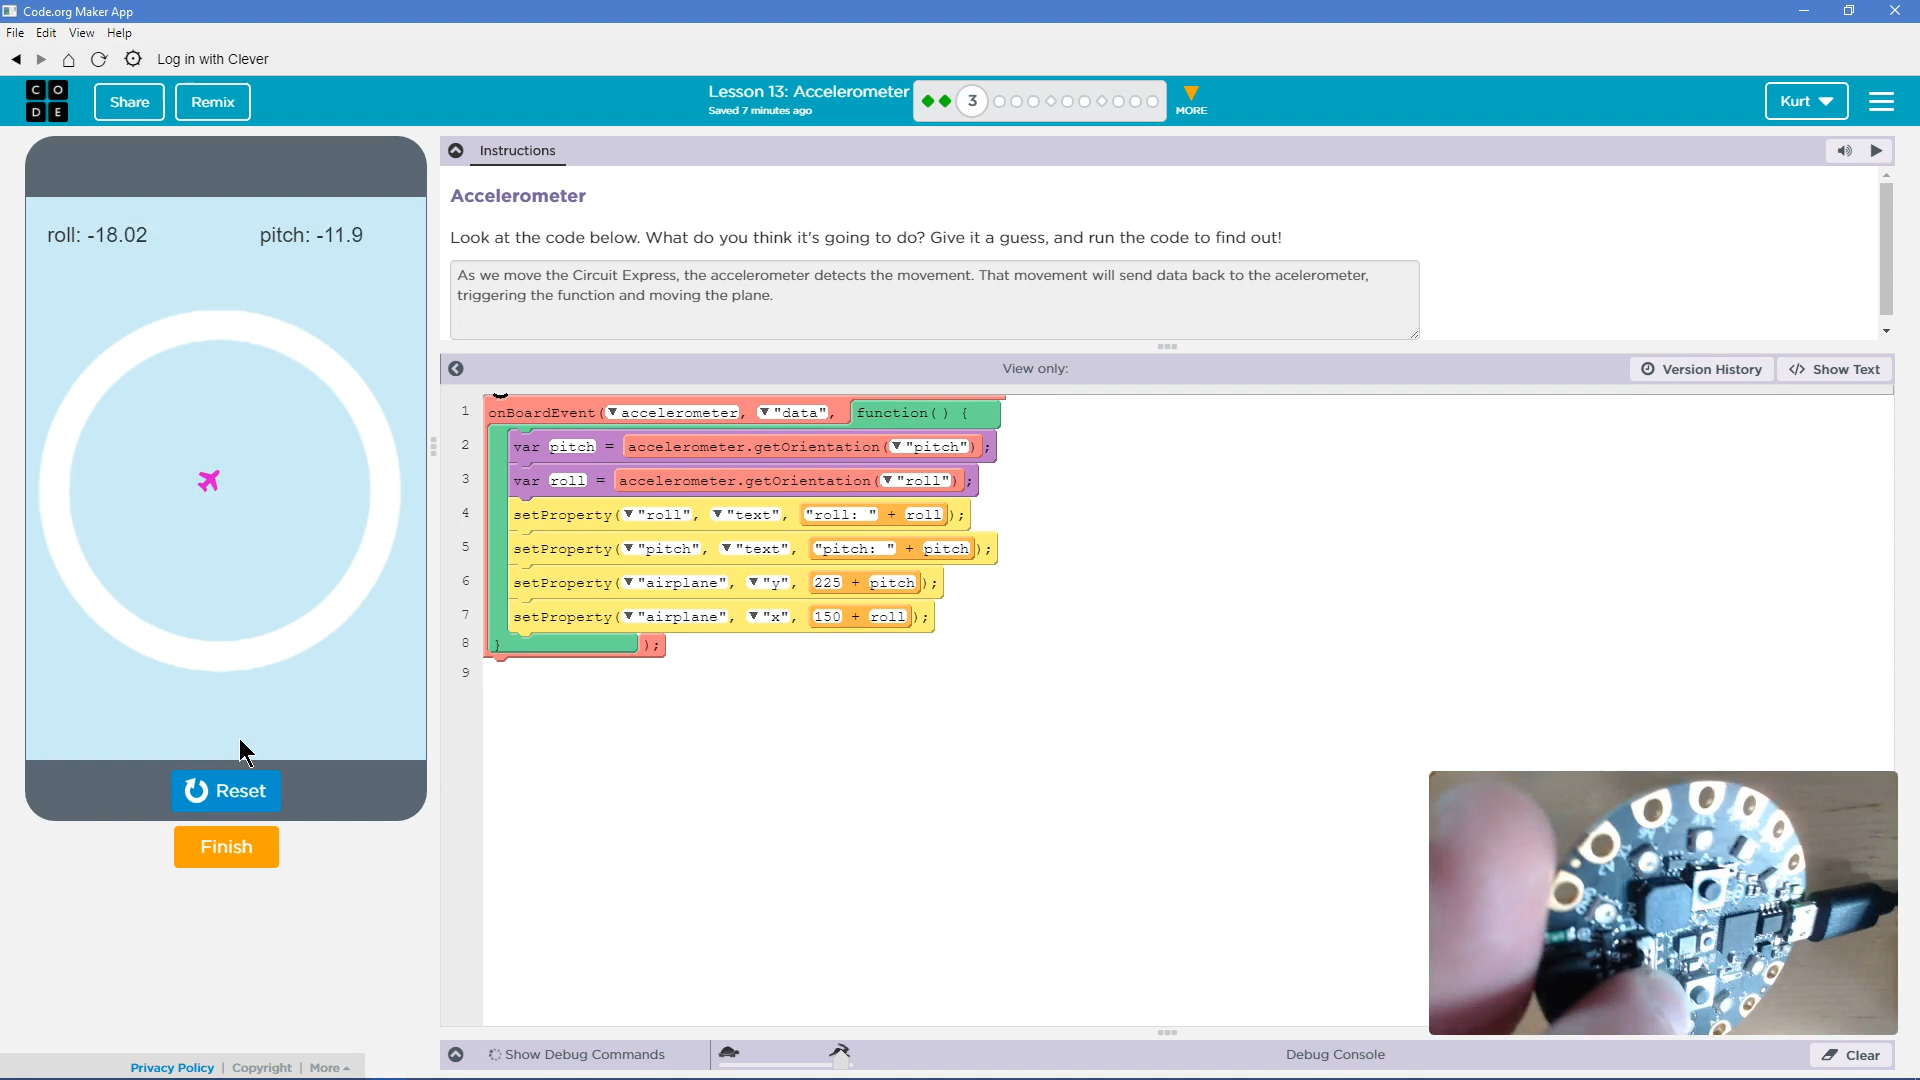 Code.org Maker App
File Edit View Help
Log in with Clever
CODE
Share
Remix
Lesson 13: Accelerometer
Saved 7 minutes ago
3
MORE
Kurt
roll: -18.02
pitch: -11.9
Reset
Finish
Instructions
Accelerometer
Look at the code below. What do you think it's going to do? Give it a guess, and run the code to find out!
As we move the Circuit Express, the accelerometer detects the movement. That movement will send data back to the acelerometer,
triggering the function and moving the plane.
View only:
Version History
</> Show Text
1 onBoardEvent(▼accelerometer, ▼"data", function() {
2 var pitch = accelerometer.getOrientation(▼"pitch");
3 var roll = accelerometer.getOrientation(▼"roll");
4 setProperty(▼"roll", ▼"text", "roll: " + roll);
5 setProperty(▼"pitch", ▼"text", "pitch: " + pitch);
6 setProperty(▼"airplane", ▼"y", 225 + pitch);
7 setProperty(▼"airplane", ▼"x", 150 + roll);
8 } );
9
Show Debug Commands
Debug Console
Clear
Privacy Policy | Copyright | More